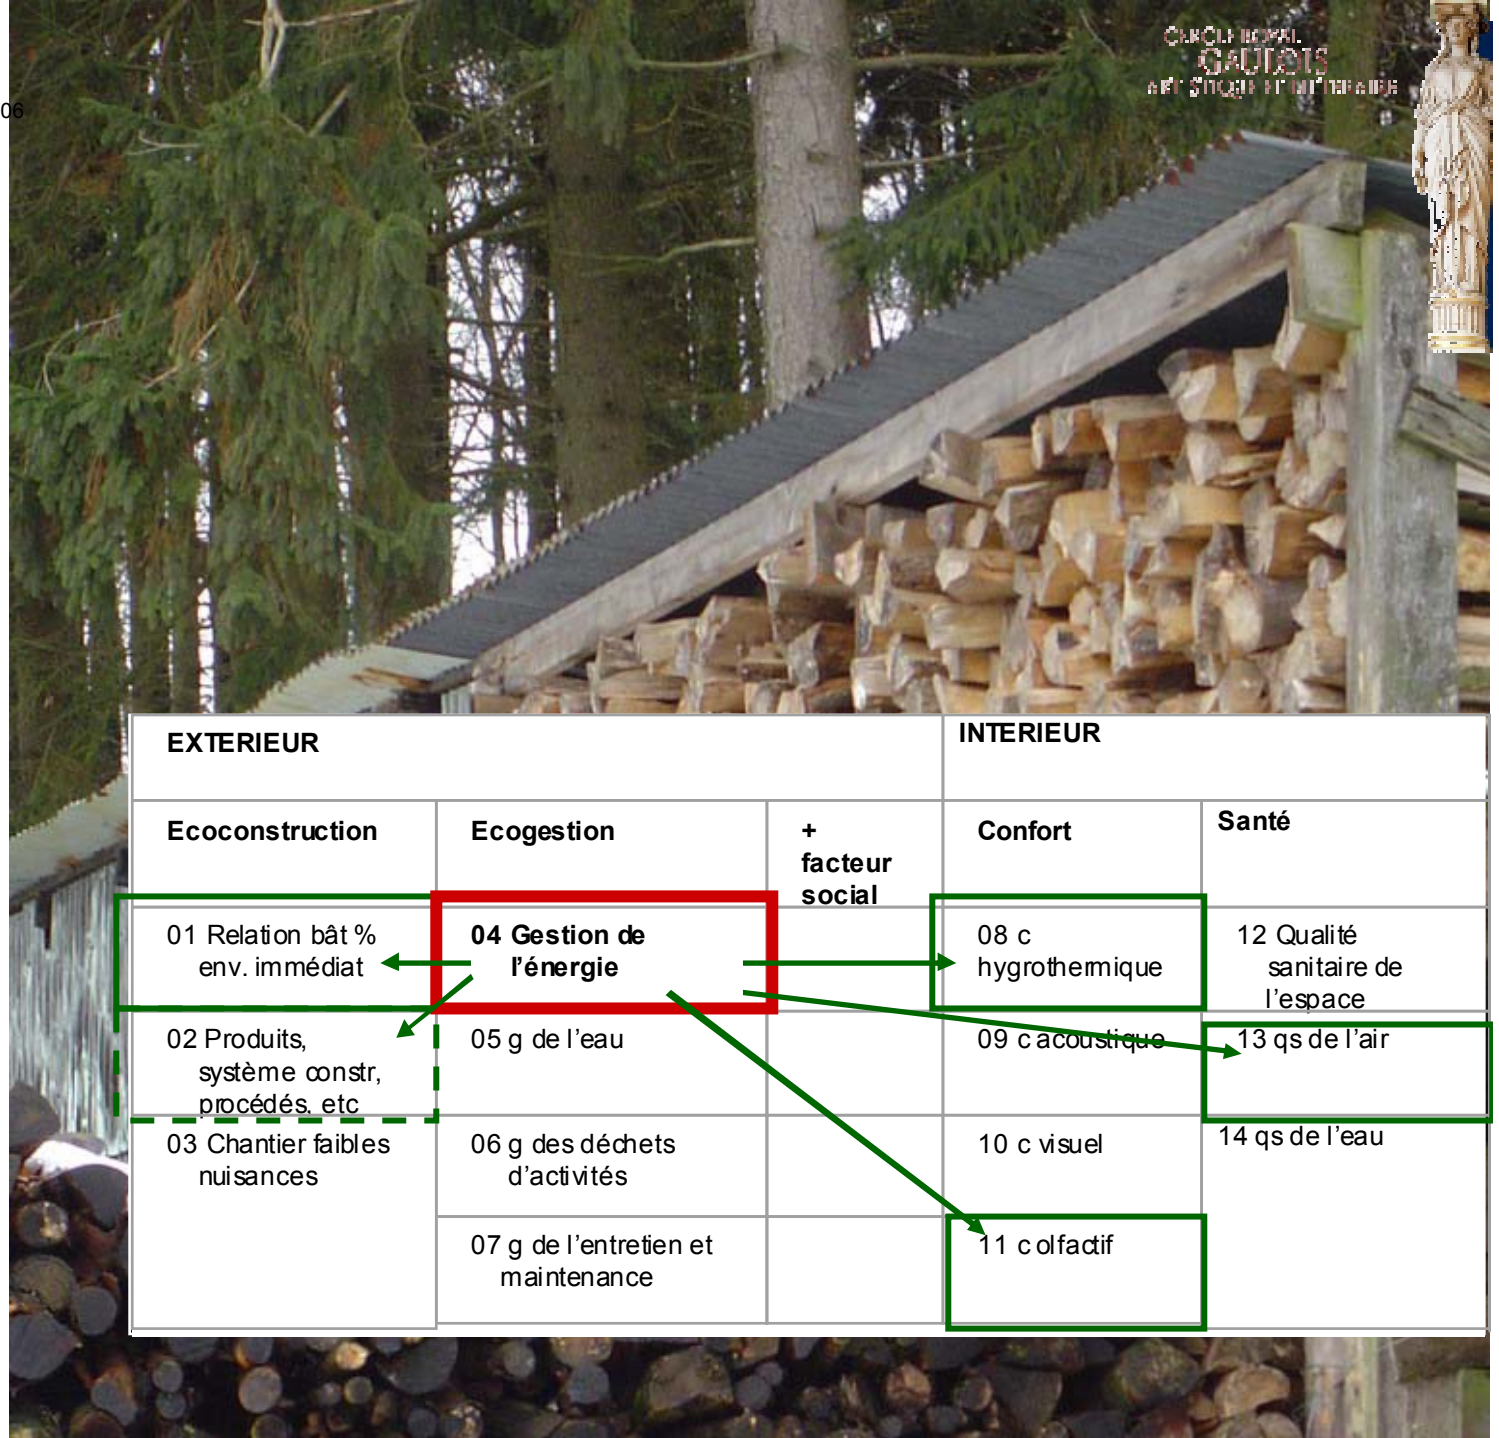 CERCLE ROYAL
GAULOIS
ARTISTIQUE ET LITTERAIRE
06
EXTERIEUR
INTERIEUR
Ecoconstruction
Ecogestion
+
facteur
social
Confort
Santé
01 Relation bât %
env. immédiat
04 Gestion de
l’énergie
08 c
hygrothermique
12 Qualité
sanitaire de
l’espace
02 Produits,
système constr,
procédés, etc
05 g de l’eau
09 c acoustique
13 qs de l’air
03 Chantier faibles
nuisances
06 g des déchets
d’activités
10 c visuel
14 qs de l’eau
07 g de l’entretien et
maintenance
11 c olfactif